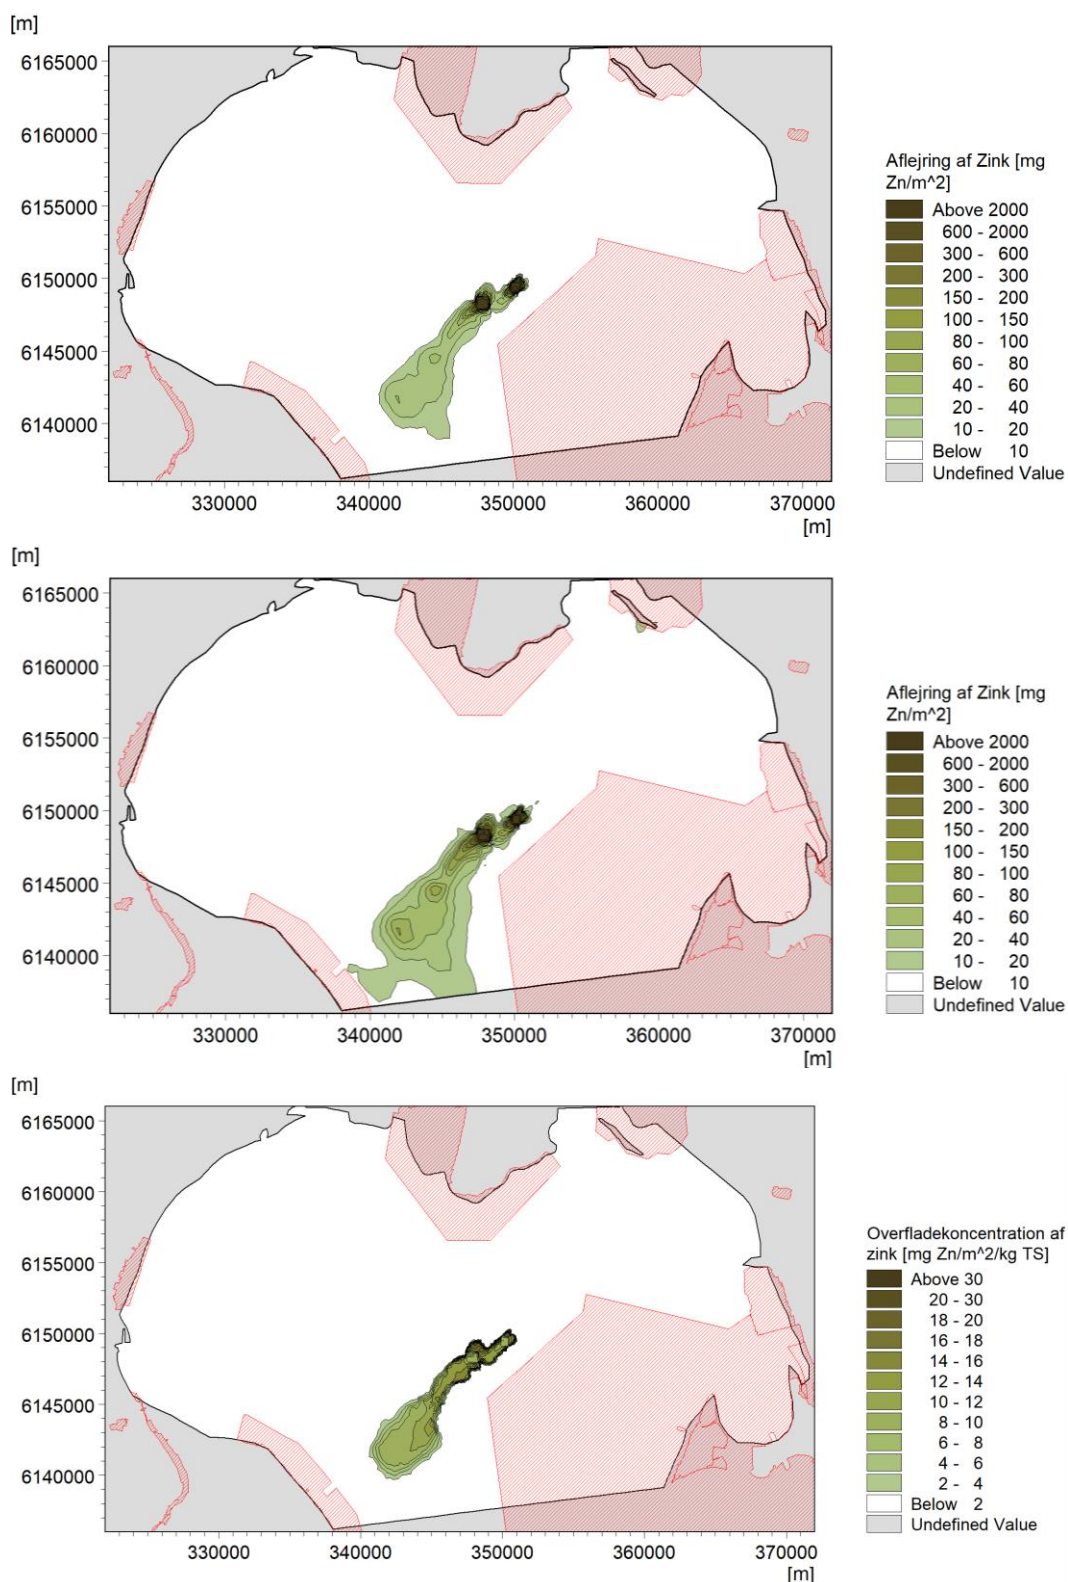 [m]
6165000
6160000
6155000
6150000
6145000
6140000
330000 340000 350000 360000 370000
[m]
Aflejring af Zink [mg
Zn/m^2]
Above 2000
600 - 2000
300 - 600
200 - 300
150 - 200
100 - 150
80 - 100
60 - 80
40 - 60
20 - 40
10 - 20
Below 10
Undefined Value
[m]
6165000
6160000
6155000
6150000
6145000
6140000
330000 340000 350000 360000 370000
[m]
Aflejring af Zink [mg
Zn/m^2]
Above 2000
600 - 2000
300 - 600
200 - 300
150 - 200
100 - 150
80 - 100
60 - 80
40 - 60
20 - 40
10 - 20
Below 10
Undefined Value
[m]
6165000
6160000
6155000
6150000
6145000
6140000
330000 340000 350000 360000 370000
[m]
Overfladekoncentration af
zink [mg Zn/m^2/kg TS]
Above 30
20 - 30
18 - 20
16 - 18
14 - 16
12 - 14
10 - 12
8 - 10
6 - 8
4 - 6
2 - 4
Below 2
Undefined Value